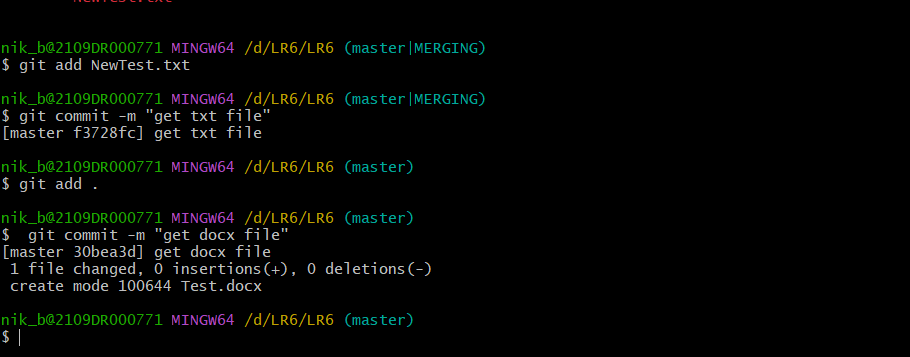 NewTest.txt
nik_b@2109DR000771 MINGW64 /d/LR6/LR6 (master|MERGING)
$ git add NewTest.txt
nik_b@2109DR000771 MINGW64 /d/LR6/LR6 (master|MERGING)
$ git commit -m "get txt file"
[master f3728fc] get txt file
nik_b@2109DR000771 MINGW64 /d/LR6/LR6 (master)
$ git add .
nik_b@2109DR000771 MINGW64 /d/LR6/LR6 (master)
$  git commit -m "get docx file"
[master 30bea3d] get docx file
 1 file changed, 0 insertions(+), 0 deletions(-)
 create mode 100644 Test.docx
nik_b@2109DR000771 MINGW64 /d/LR6/LR6 (master)
$